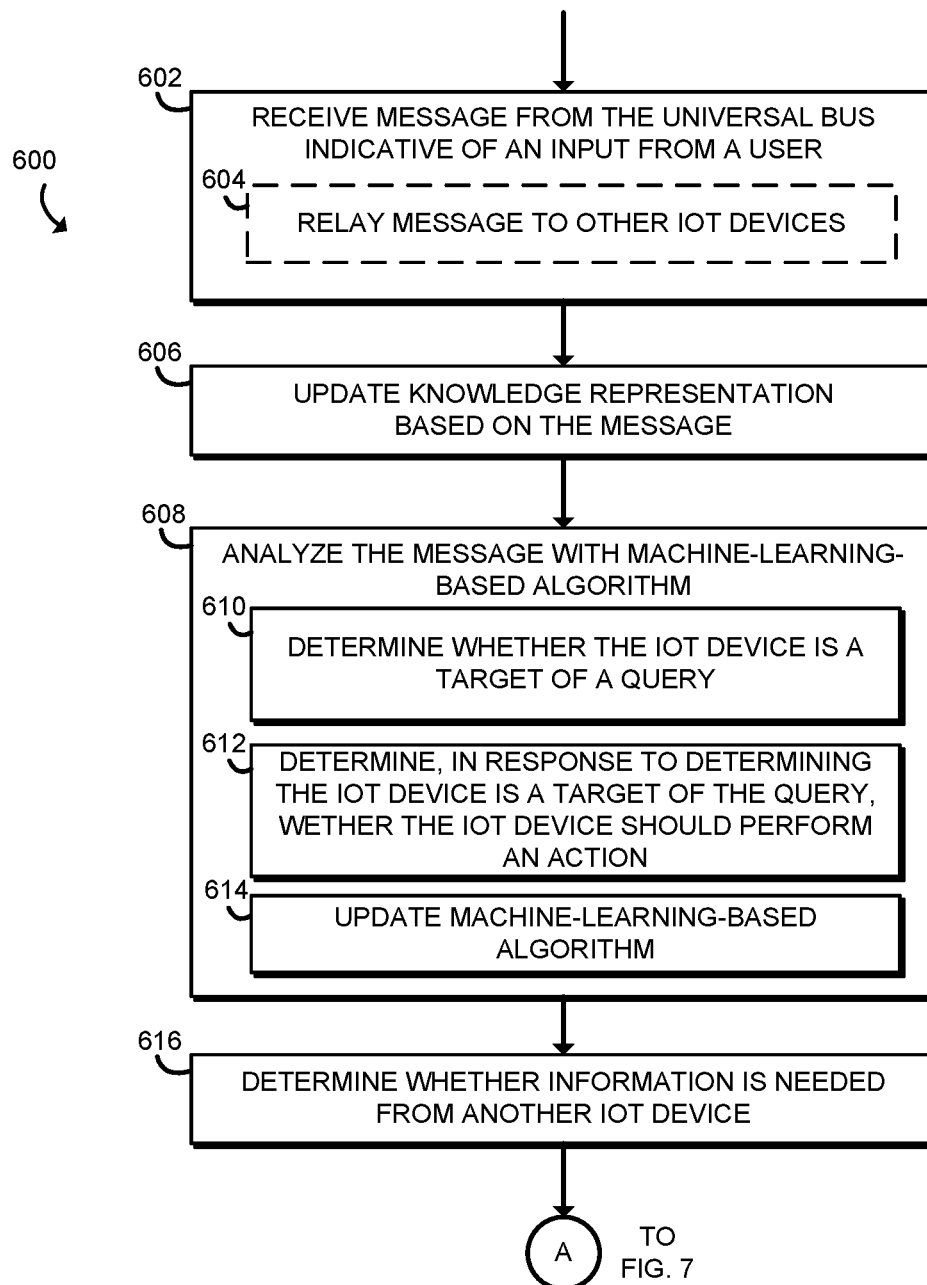 602
RECEIVE MESSAGE FROM THE UNIVERSAL BUS
INDICATIVE OF AN INPUT FROM A USER
600
604
RELAY MESSAGE TO OTHER IOT DEVICES
606
UPDATE KNOWLEDGE REPRESENTATION
BASED ON THE MESSAGE
608
ANALYZE THE MESSAGE WITH MACHINE-LEARNING-
BASED ALGORITHM
610
DETERMINE WHETHER THE IOT DEVICE IS A
TARGET OF A QUERY
612
DETERMINE, IN RESPONSE TO DETERMINING
THE IOT DEVICE IS A TARGET OF THE QUERY,
WETHER THE IOT DEVICE SHOULD PERFORM
AN ACTION
614
UPDATE MACHINE-LEARNING-BASED
ALGORITHM
616
DETERMINE WHETHER INFORMATION IS NEEDED
FROM ANOTHER IOT DEVICE
A
TO
FIG. 7